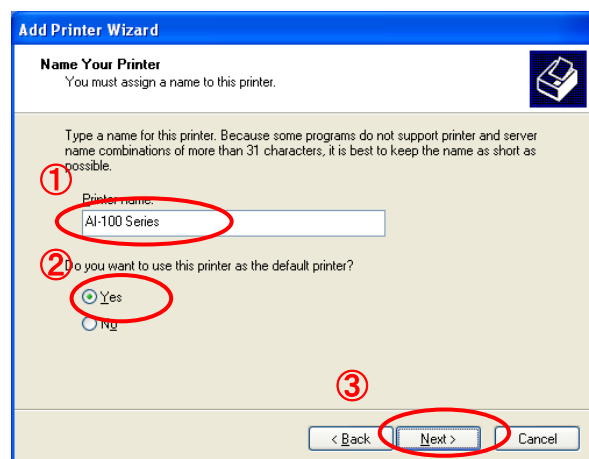 Add Printer Wizard
Name Your Printer
You must assign a name to this printer.
Type a name for this printer. Because some programs do not support printer and server
name combinations of more than 31 characters, it is best to keep the name as short as
possible.
①
Printer name:
AI-100 Series
②
Do you want to use this printer as the default printer?
Yes
No
③
< Back
Next >
Cancel